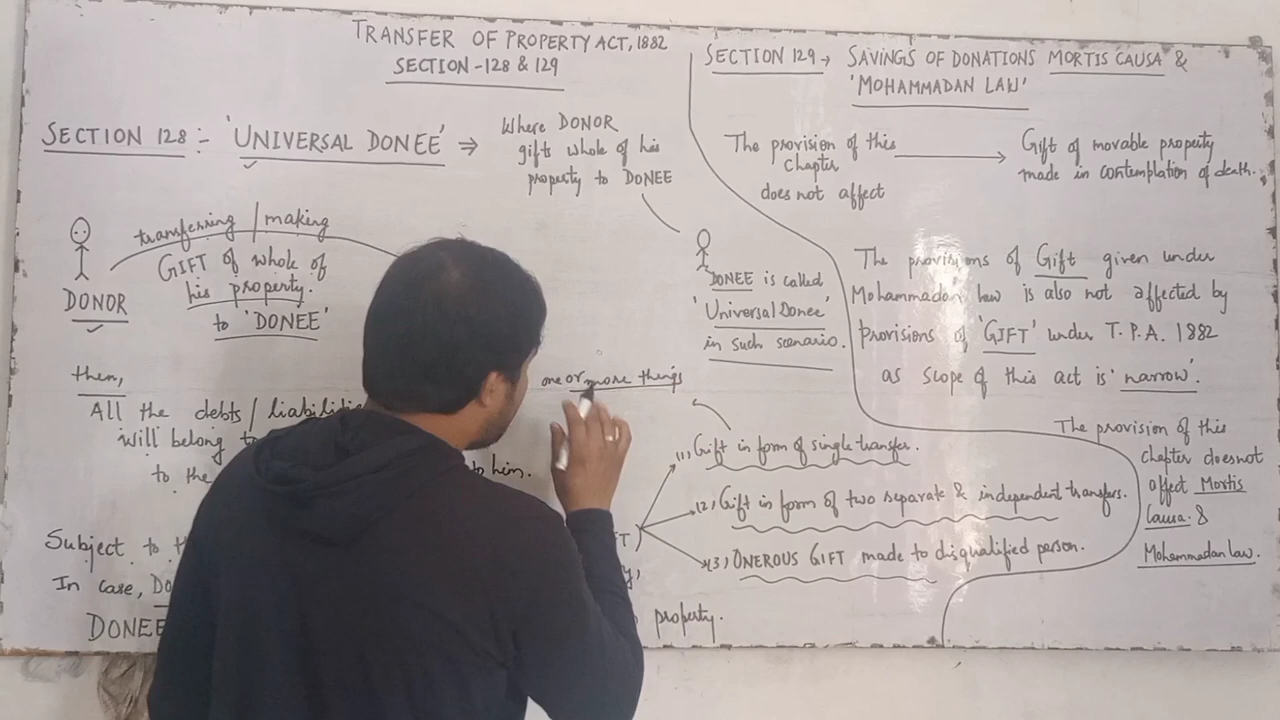 TRANSFER OF PROPERTY ACT, 1882
SECTION - 128 & 129
SECTION 128 :- 'UNIVERSAL DONEE' ⇒
Where DONOR
gifts whole of his
property to DONEE
transferring / making
GIFT of whole of
his property.
to 'DONEE'
DONOR
DONEE is called
'Universal Donee'
in such scenario.
then,
All the debts / liabilities
will belong to
to the
to him.
one or more things
(1) Gift in form of single transfer.
(2) Gift in form of two separate & independent transfers.
(3) ONEROUS GIFT made to disqualified person.
Subject to
In case,
DONEE
property.
SECTION 129 → SAVINGS OF DONATIONS MORTIS CAUSA &
'MOHAMMADAN LAW'
The provision of this
chapter
does not affect
Gift of movable property
made in contemplation of death.
The provisions of Gift given under
Mohammadan law is also not affected by
provisions of 'GIFT' under T.P.A. 1882
as scope of this act is 'narrow'.
The provision of this
chapter does not
affect Mortis
Causa &
Mohammadan law.